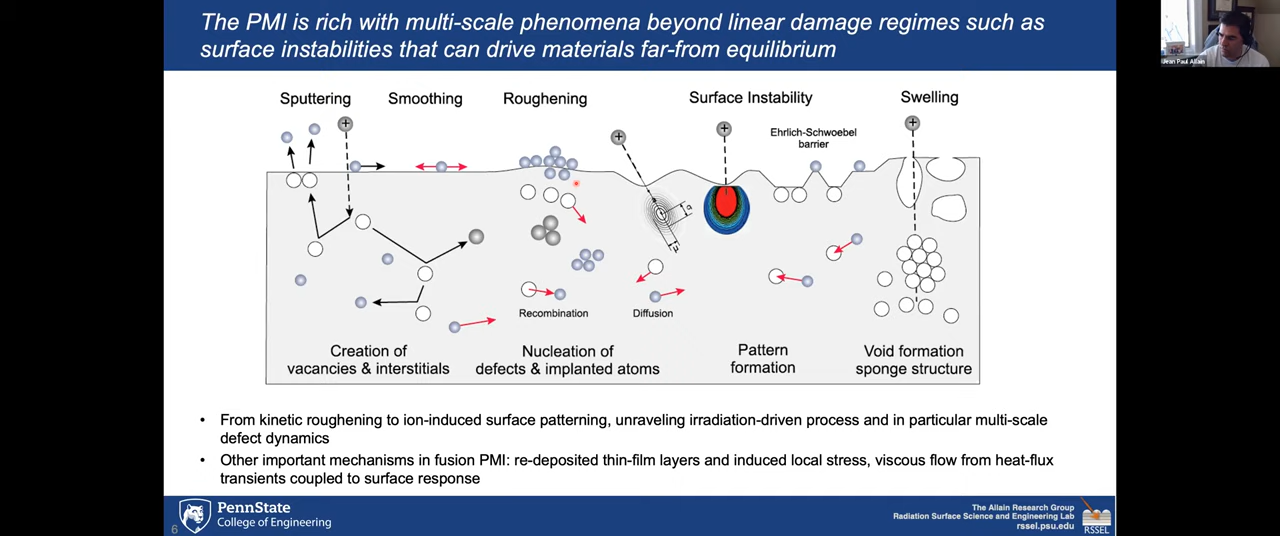 The PMI is rich with multi-scale phenomena beyond linear damage regimes such as
surface instabilities that can drive materials far-from equilibrium
Jean Paul Allain
Sputtering
Smoothing
Roughening
Surface Instability
Swelling
Ehrlich-Schwoebel
barrier
+
+
+
+
a
μ
Recombination
Diffusion
Creation of
vacancies & interstitials
Nucleation of
defects & implanted atoms
Pattern
formation
Void formation
sponge structure
• From kinetic roughening to ion-induced surface patterning, unraveling irradiation-driven process and in particular multi-scale
defect dynamics
• Other important mechanisms in fusion PMI: re-deposited thin-film layers and induced local stress, viscous flow from heat-flux
transients coupled to surface response
6
PennState
College of Engineering
The Allain Research Group
Radiation Surface Science and Engineering Lab
rssel.psu.edu
RSSEL